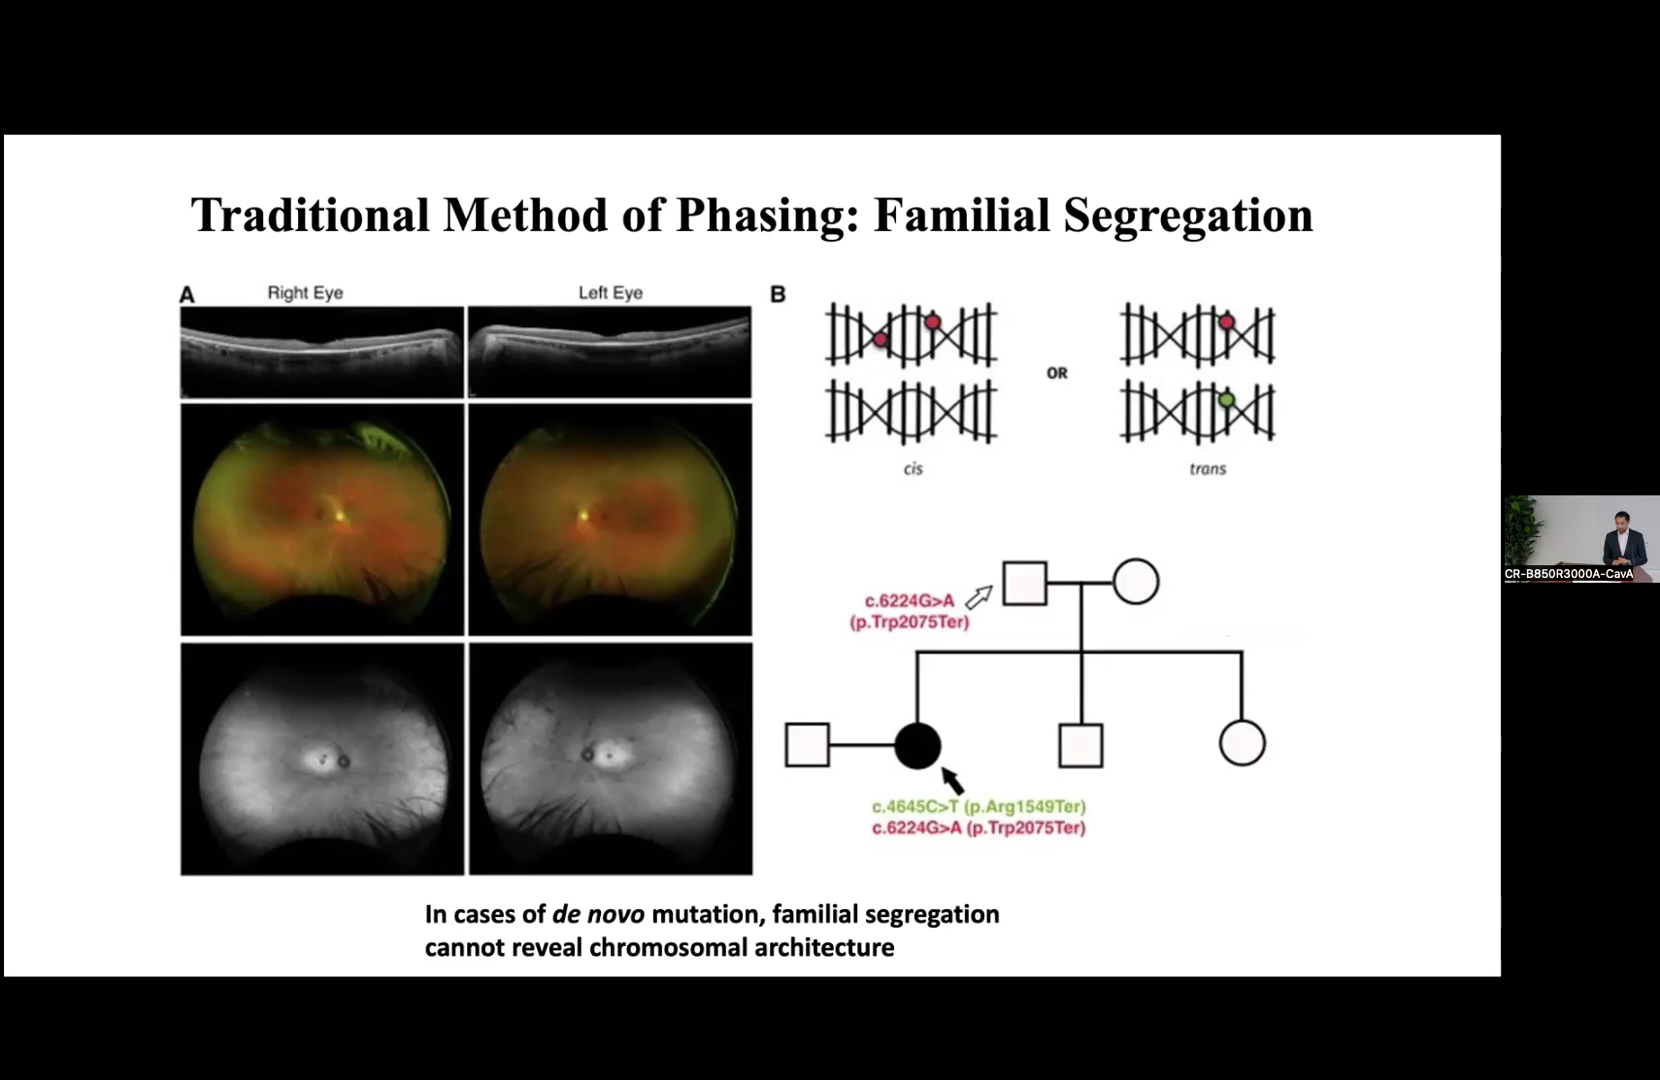 Traditional Method of Phasing: Familial Segregation
A
Right Eye
Left Eye
B
OR
cis
trans
c.6224G>A
(p.Trp2075Ter)
c.4645C>T (p.Arg1549Ter)
c.6224G>A (p.Trp2075Ter)
In cases of de novo mutation, familial segregation
cannot reveal chromosomal architecture
CR-B850R3000A-CavA